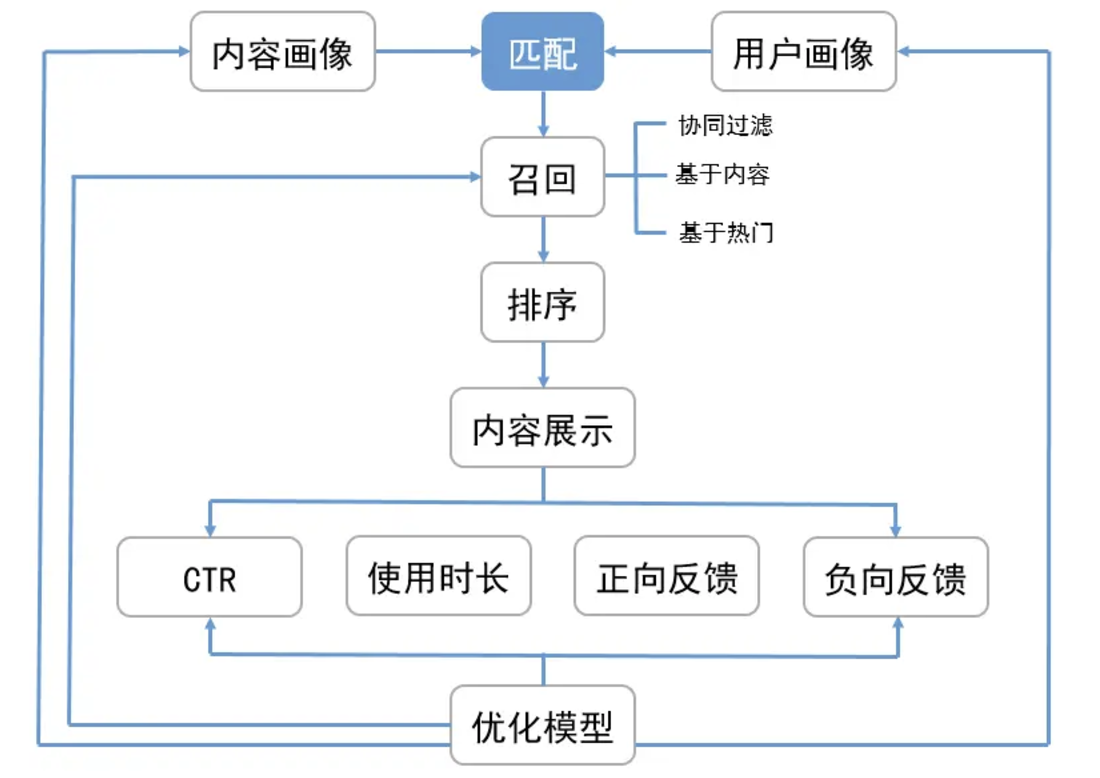 内容画像
匹配
用户画像
协同过滤
召回
基于内容
基于热门
排序
内容展示
CTR
使用时长
正向反馈
负向反馈
优化模型